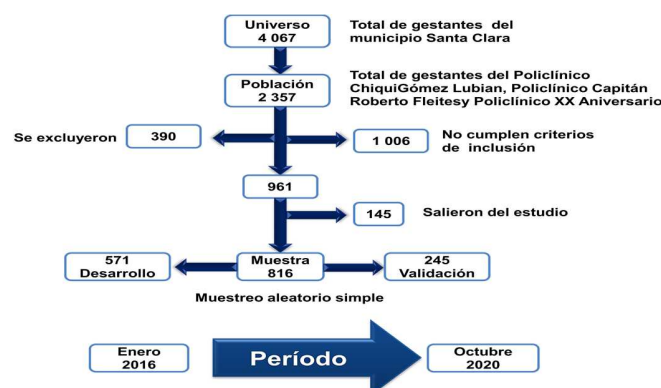 Universo
4 067
Total de gestantes del
municipio Santa Clara
Población
2 357
Total de gestantes del Policlínico
ChiquiGómez Lubian, Policlínico Capitán
Roberto Fleitesy Policlínico XX Aniversario
Se excluyeron
390
1 006
No cumplen criterios
de inclusión
961
145
Salieron del estudio
571
Desarrollo
Muestra
816
245
Validación
Muestreo aleatorio simple
Enero
2016
Período
Octubre
2020